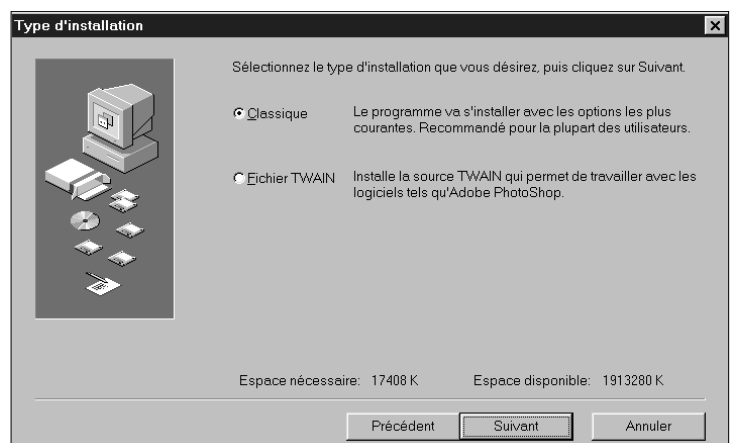 Type d'installation
Sélectionnez le type d'installation que vous désirez, puis cliquez sur Suivant.
Classique
Le programme va s'installer avec les options les plus
courantes. Recommandé pour la plupart des utilisateurs.
Fichier TWAIN
Installe la source TWAIN qui permet de travailler avec les
logiciels tels qu'Adobe PhotoShop.
Espace nécessaire: 17408 K Espace disponible: 1913280 K
Précédent Suivant Annuler